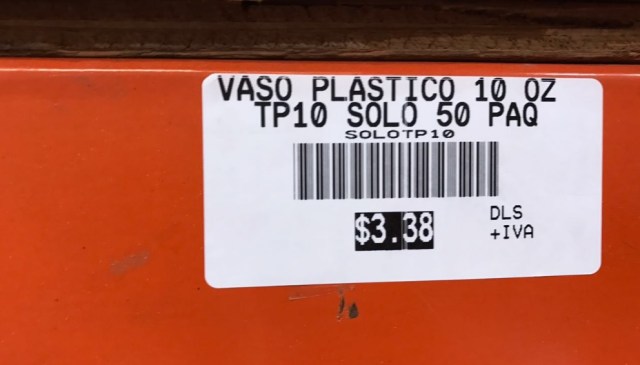 VASO PLASTICO 10 OZ
TP10 SOLO 50 PAQ
SOLOTP10
$3.38
DLS
+IVA